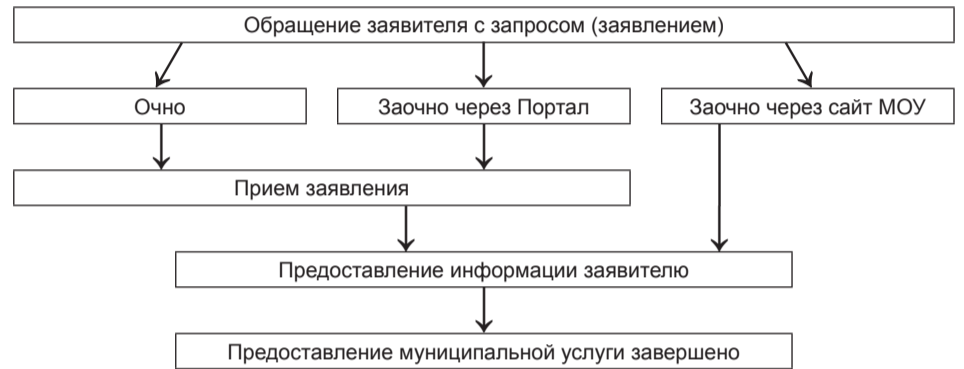 Обращение заявителя с запросом (заявлением)
Очно
Заочно через Портал
Заочно через сайт МОУ
Прием заявления
Предоставление информации заявителю
Предоставление муниципальной услуги завершено